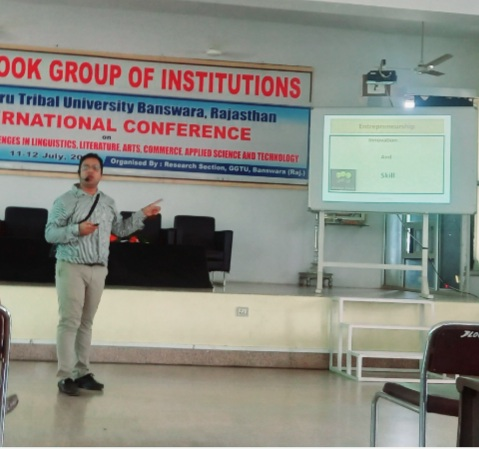 OOK GROUP OF INSTITUTIONS
ru Tribal University Banswara, Rajasthan
RNATIONAL CONFERENCE
on
ENGES IN LINGUISTICS, LITERATURE, ARTS, COMMERCE, APPLIED SCIENCE AND TECHNOLOGY
11-12 July, 20
Organised By : Research Section, GGTU, Banswara (Raj.)
Entrepreneurship
Innovation
And
Skill